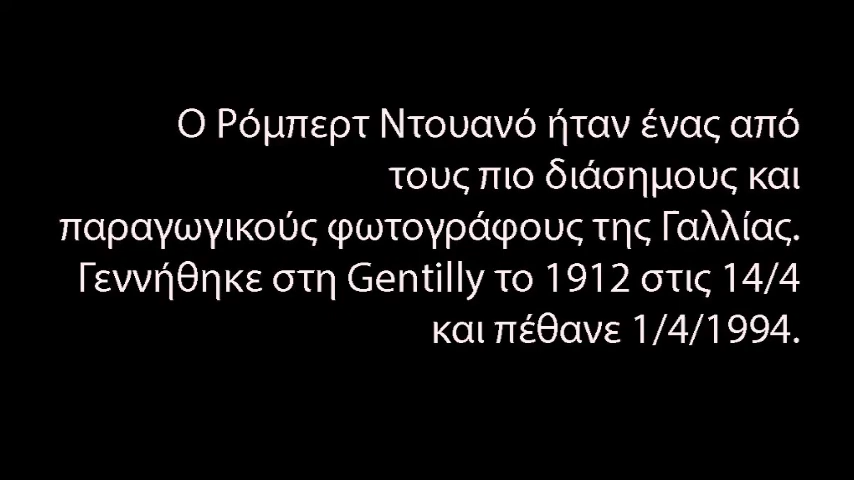 Ο Ρόμπερτ Ντουανό ήταν ένας από
τους πιο διάσημους και
παραγωγικούς φωτογράφους της Γαλλίας.
Γεννήθηκε στη Gentilly το 1912 στις 14/4
και πέθανε 1/4/1994.